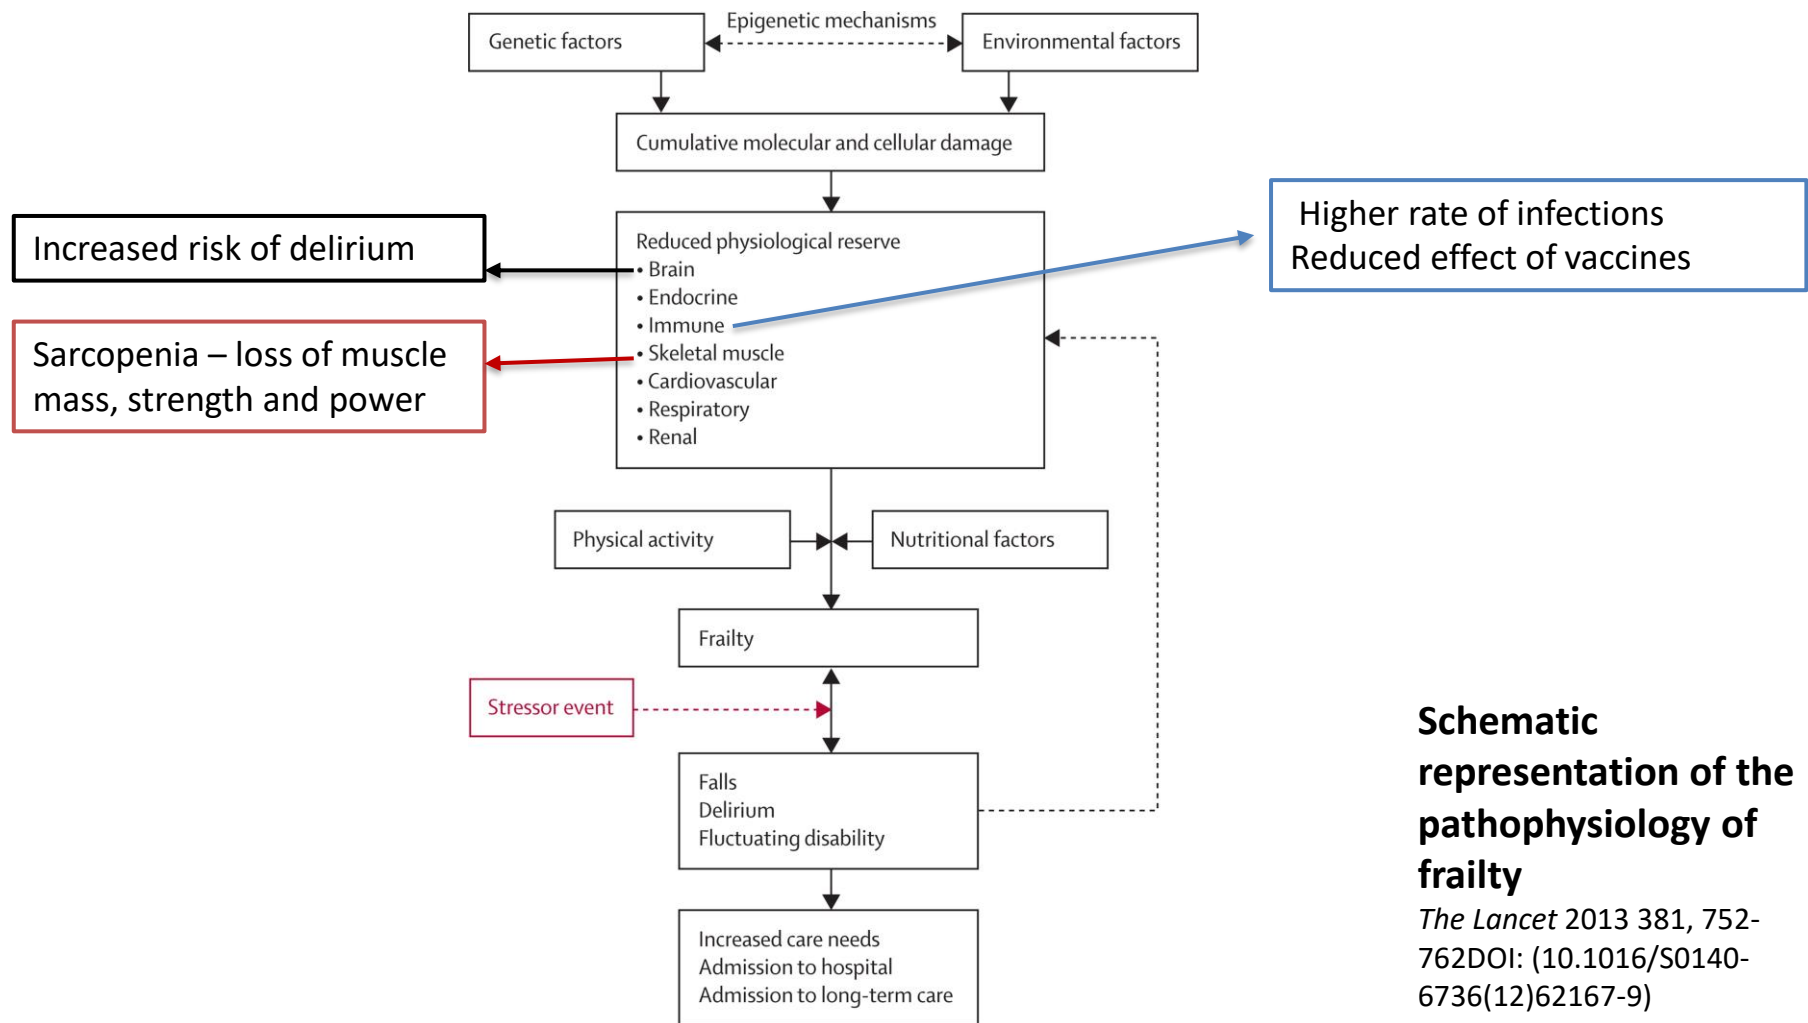 Epigenetic mechanisms
Genetic factors
Environmental factors
Cumulative molecular and cellular damage
Increased risk of delirium
Sarcopenia – loss of muscle
mass, strength and power
Reduced physiological reserve
• Brain
• Endocrine
• Immune
• Skeletal muscle
• Cardiovascular
• Respiratory
• Renal
Higher rate of infections
Reduced effect of vaccines
Physical activity
Nutritional factors
Frailty
Stressor event
Falls
Delirium
Fluctuating disability
Increased care needs
Admission to hospital
Admission to long-term care
Schematic
representation of the
pathophysiology of
frailty
The Lancet 2013 381, 752-
762DOI: (10.1016/S0140-
6736(12)62167-9)